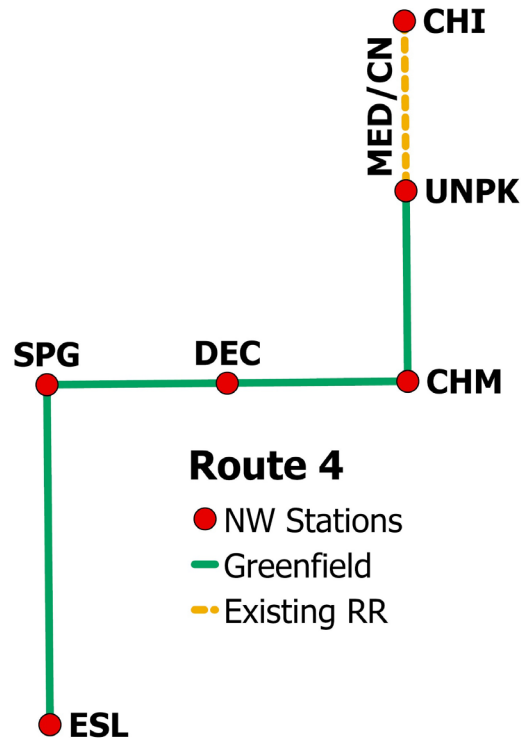 CHI
MED/CN
UNPK
SPG
DEC
CHM
Route 4
NW Stations
Greenfield
Existing RR
ESL